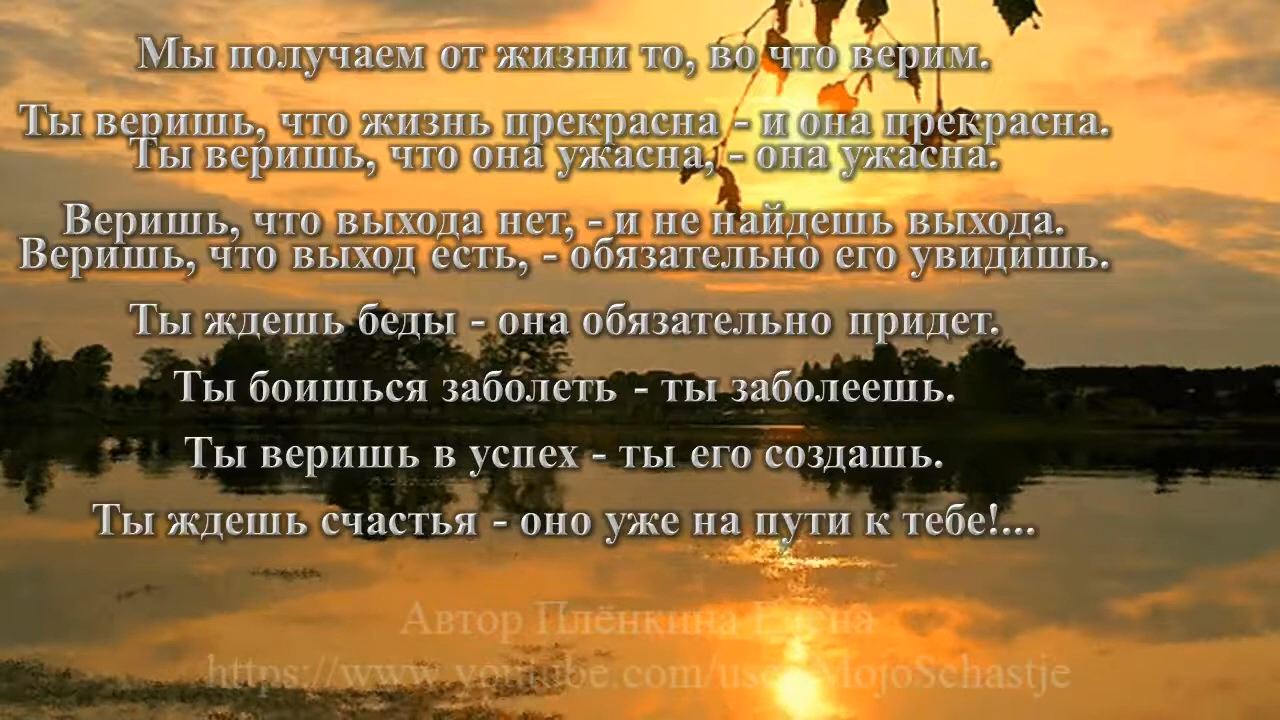 Мы получаем от жизни то, во что верим.
Ты веришь, что жизнь прекрасна - и она прекрасна.
Ты веришь, что она ужасна, - она ужасна.
Веришь, что выхода нет, - и не найдешь выхода.
Веришь, что выход есть, - обязательно его увидишь.
Ты ждешь беды - она обязательно придет.
Ты боишься заболеть - ты заболеешь.
Ты веришь в успех - ты его создашь.
Ты ждешь счастья - оно уже на пути к тебе!...
Автор Плёнкина Елена
https://www.youtube.com/user/MojoSchastje